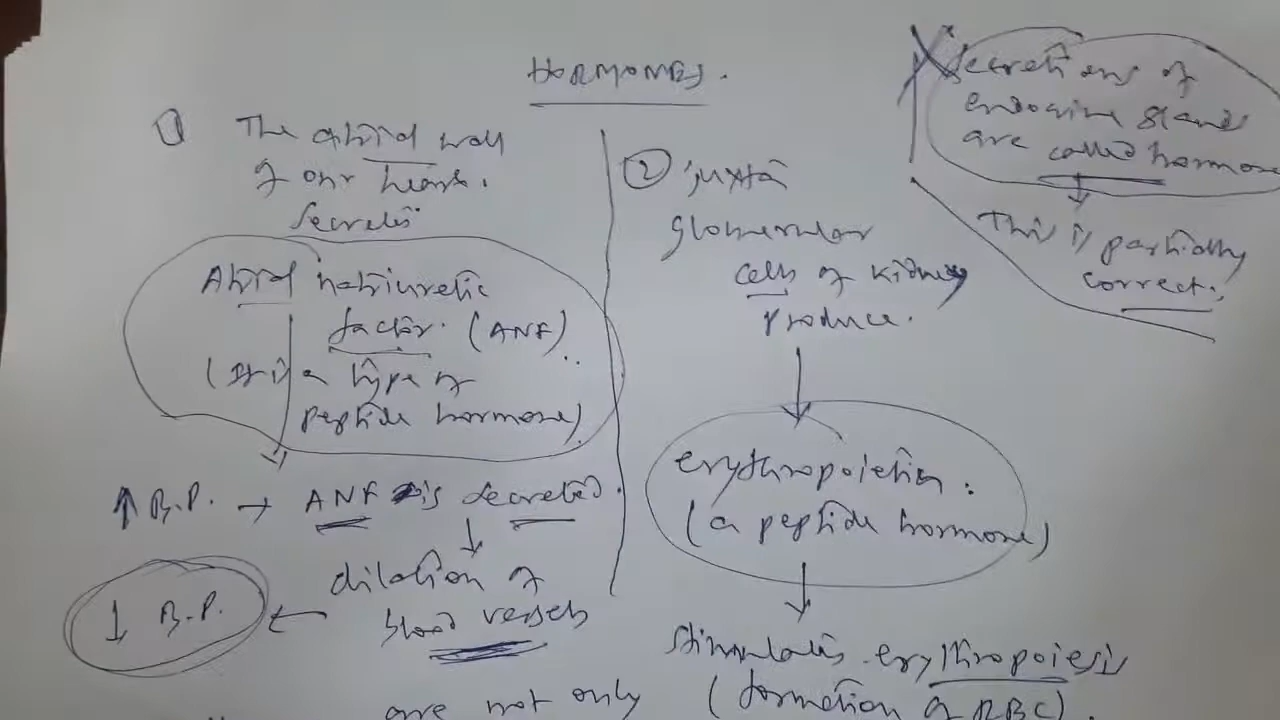 HORMONES.
Secretions of
endocrine glands
are called hormone
This is partially
correct.
① The atrial wall
of our heart.
Secretes
Atrial natriuretic
factor. (ANF).
(It is a type of
peptide hormone)
↑ B.P. → ANF is secreted.
dilation of
blood vessels
↓ B.P.
② juxta
glomerular
cells of kidney
produce.
erythropoietin.
(a peptide hormone)
stimulates erythropoiesis
(formation of RBC).
are not only